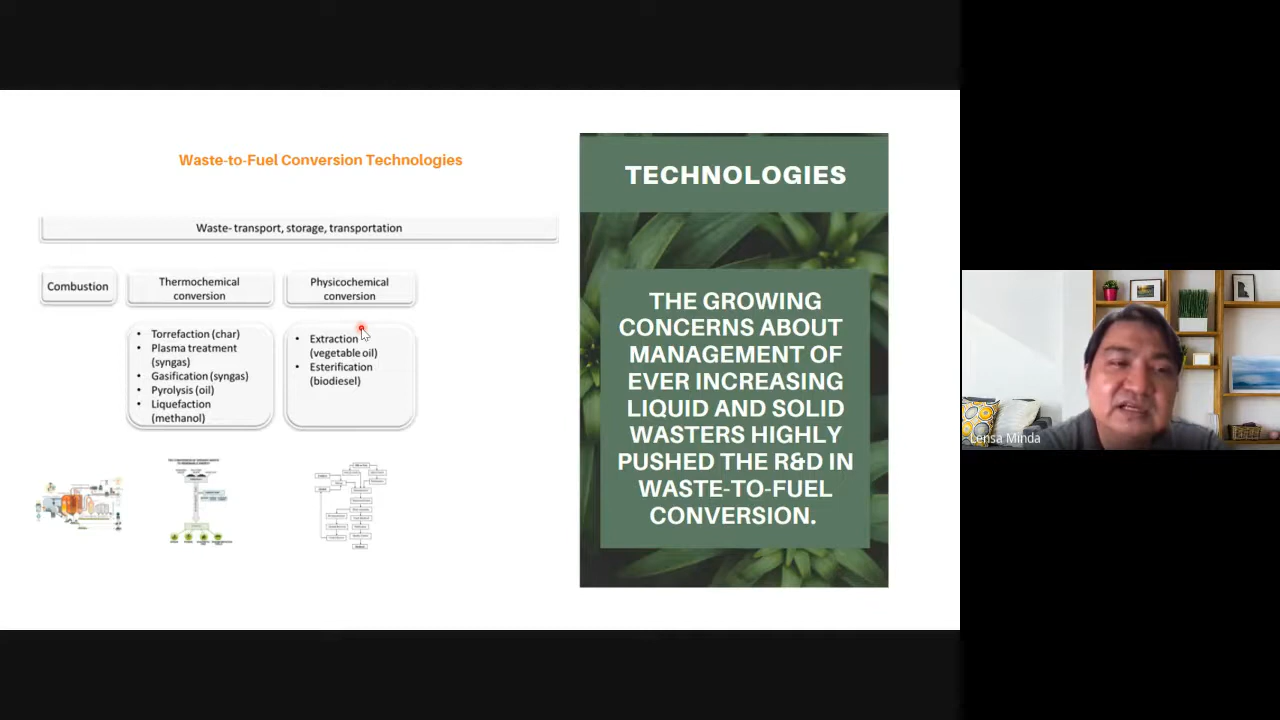 Waste-to-Fuel Conversion Technologies
Waste- transport, storage, transportation
Combustion
Thermochemical
conversion
Physicochemical
conversion
• Torrefaction (char)
• Plasma treatment
(syngas)
• Gasification (syngas)
• Pyrolysis (oil)
• Liquefaction
(methanol)
• Extraction
(vegetable oil)
• Esterification
(biodiesel)
TECHNOLOGIES
THE GROWING
CONCERNS ABOUT
MANAGEMENT OF
EVER INCREASING
LIQUID AND SOLID
WASTERS HIGHLY
PUSHED THE R&D IN
WASTE-TO-FUEL
CONVERSION.
Lensa Minda